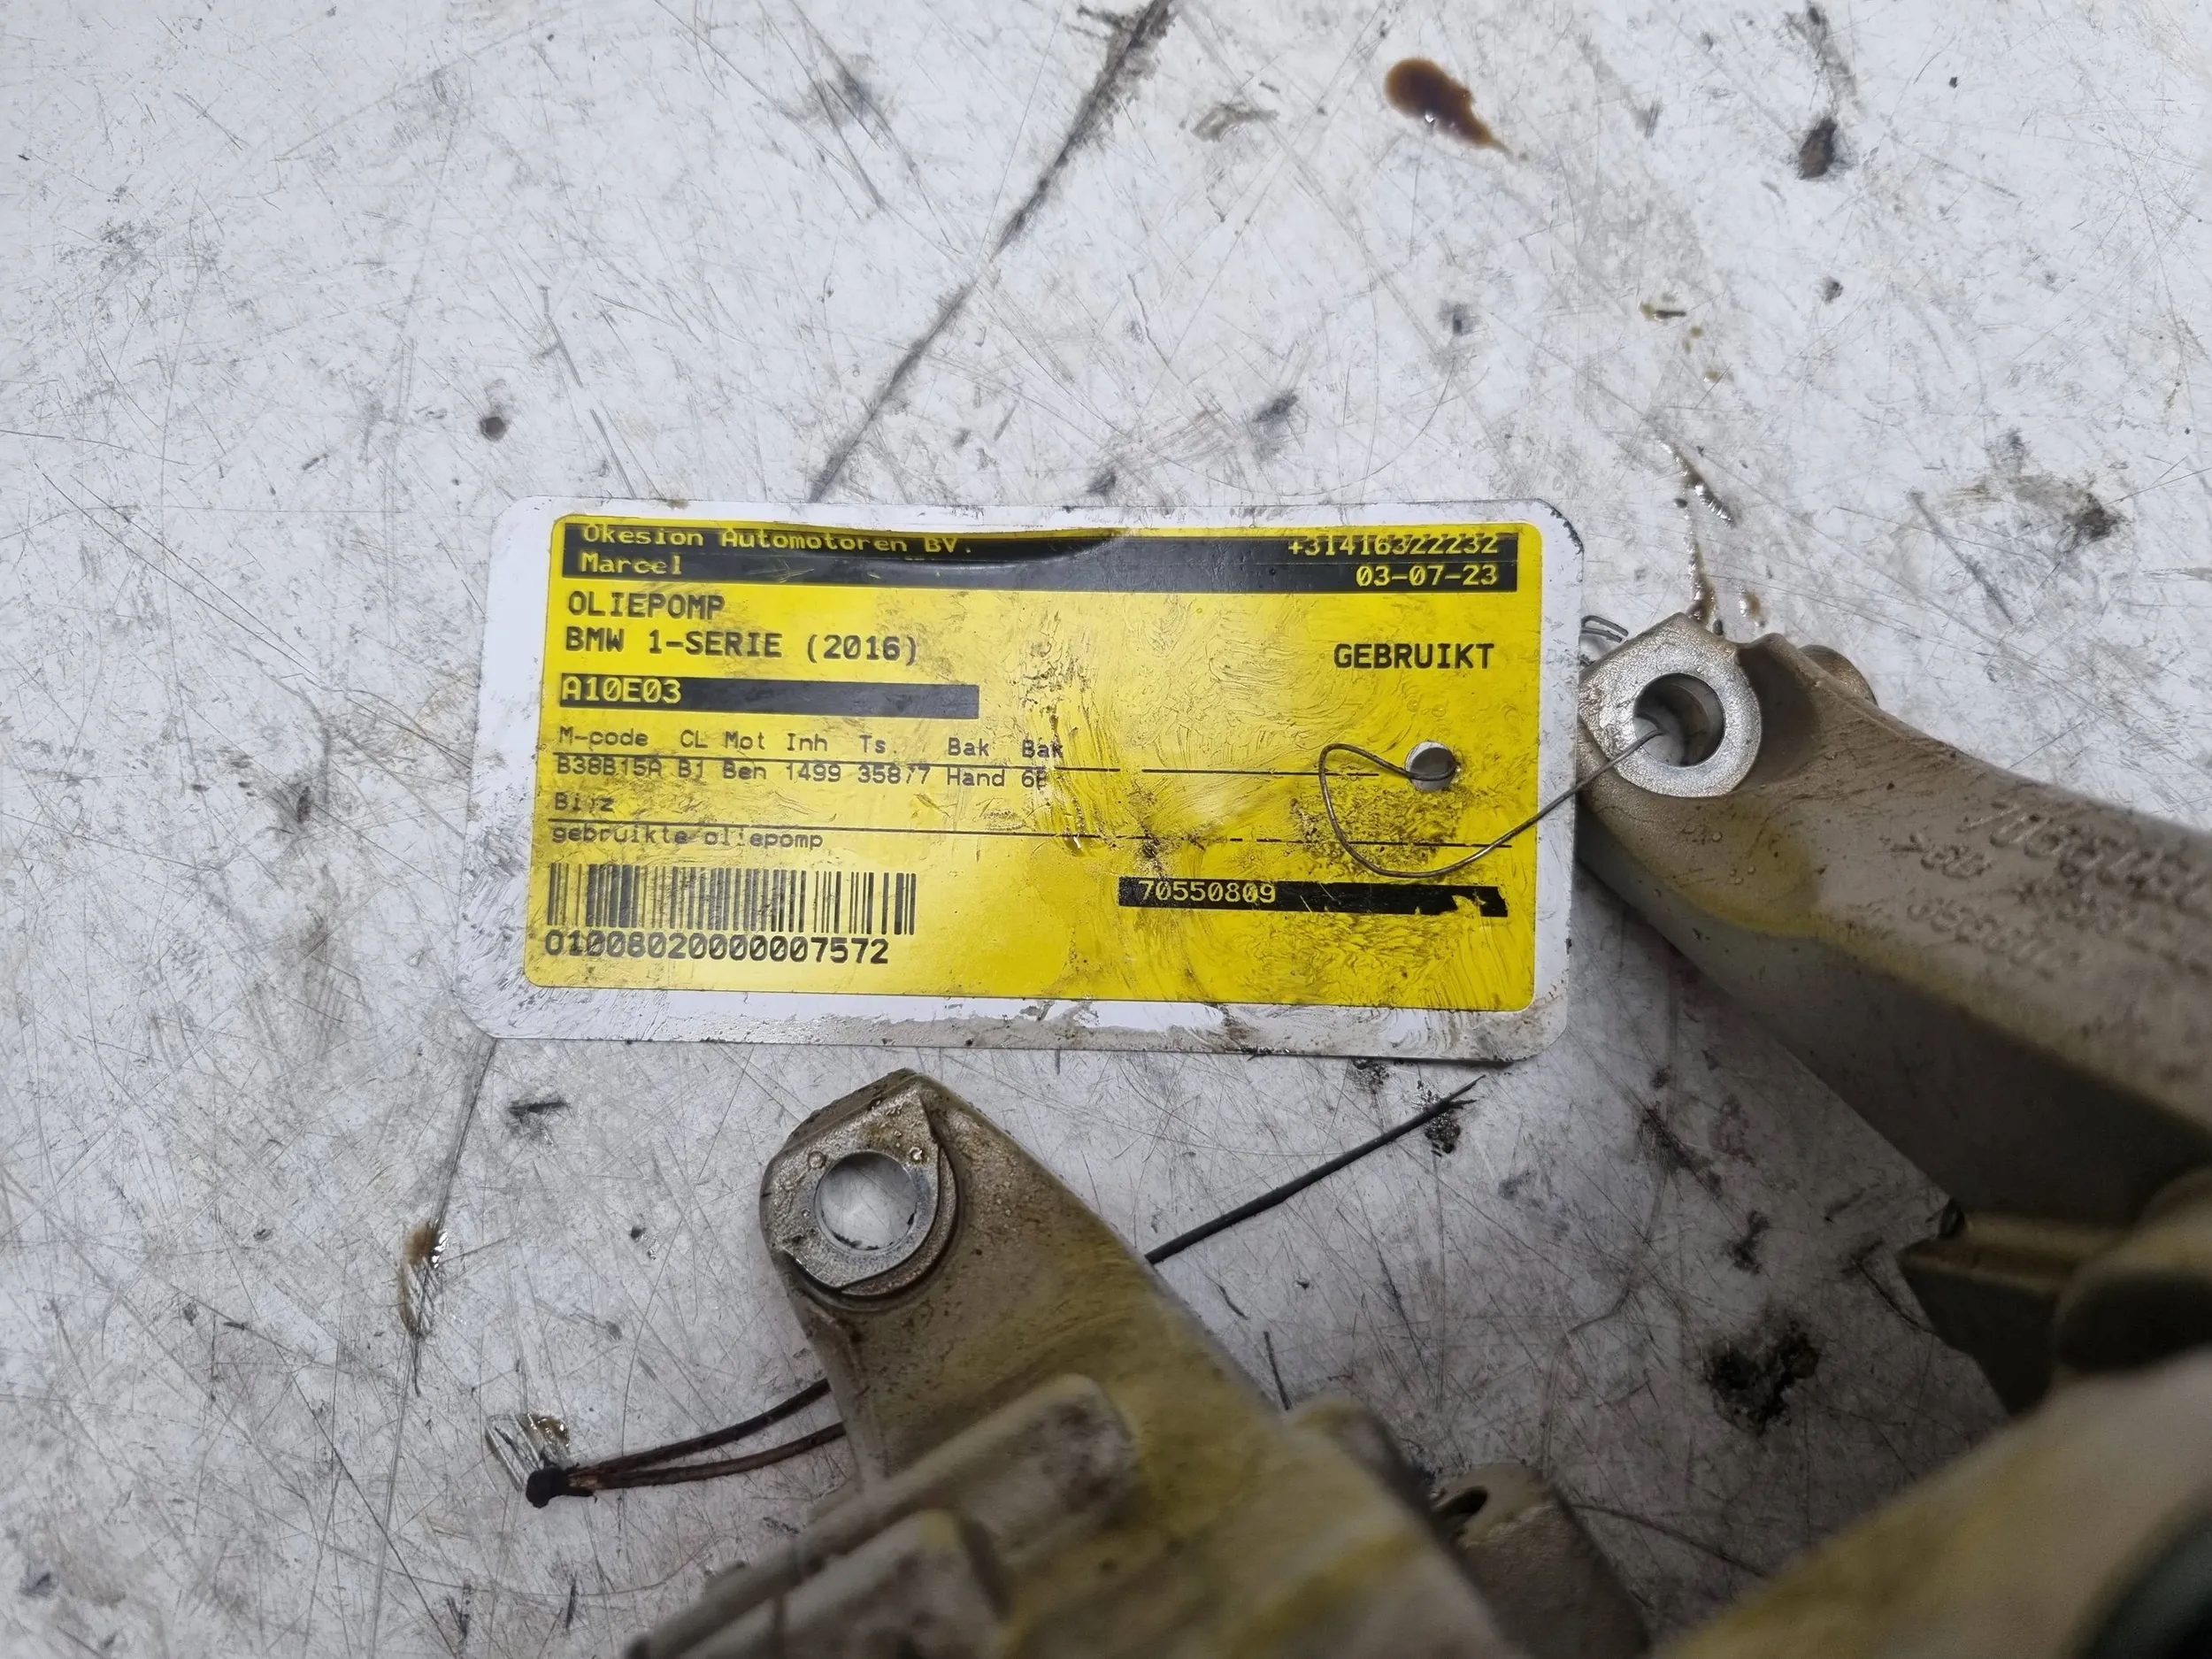 Okesion Automotoren BV. +31416322232
Marcel 03-07-23
OLIEPOMP
BMW 1-SERIE (2016) GEBRUIKT
A10E03
M-code CL Mot Inh Ts. Bak Bak
B38B15A B1 Ben 1499 35877 Hand 6B
gebruikte oliepomp
70550809
01008020000007572